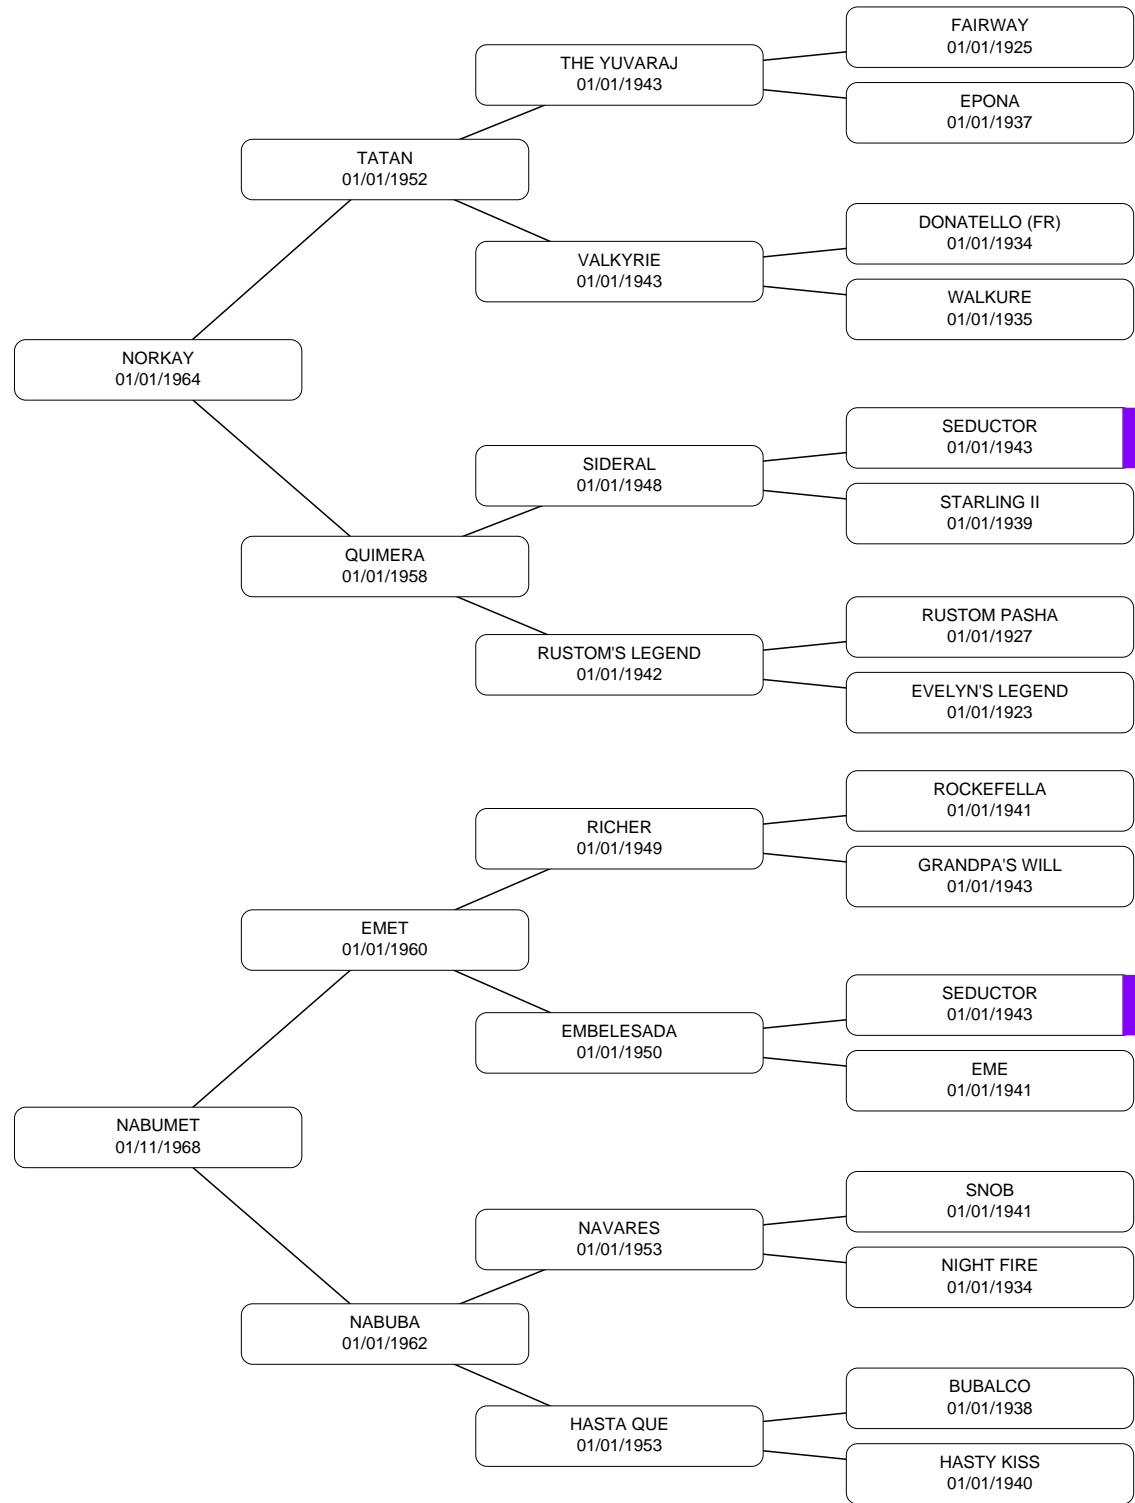 FAIRWAY
01/01/1925
THE YUVARAJ
01/01/1943
EPONA
01/01/1937
TATAN
01/01/1952
DONATELLO (FR)
01/01/1934
VALKYRIE
01/01/1943
WALKURE
01/01/1935
NORKAY
01/01/1964
SEDUCTOR
01/01/1943
SIDERAL
01/01/1948
STARLING II
01/01/1939
QUIMERA
01/01/1958
RUSTOM PASHA
01/01/1927
RUSTOM'S LEGEND
01/01/1942
EVELYN'S LEGEND
01/01/1923
ROCKEFELLA
01/01/1941
RICHER
01/01/1949
GRANDPA'S WILL
01/01/1943
EMET
01/01/1960
SEDUCTOR
01/01/1943
EMBELESADA
01/01/1950
EME
01/01/1941
NABUMET
01/11/1968
SNOB
01/01/1941
NAVARES
01/01/1953
NIGHT FIRE
01/01/1934
NABUBA
01/01/1962
BUBALCO
01/01/1938
HASTA QUE
01/01/1953
HASTY KISS
01/01/1940